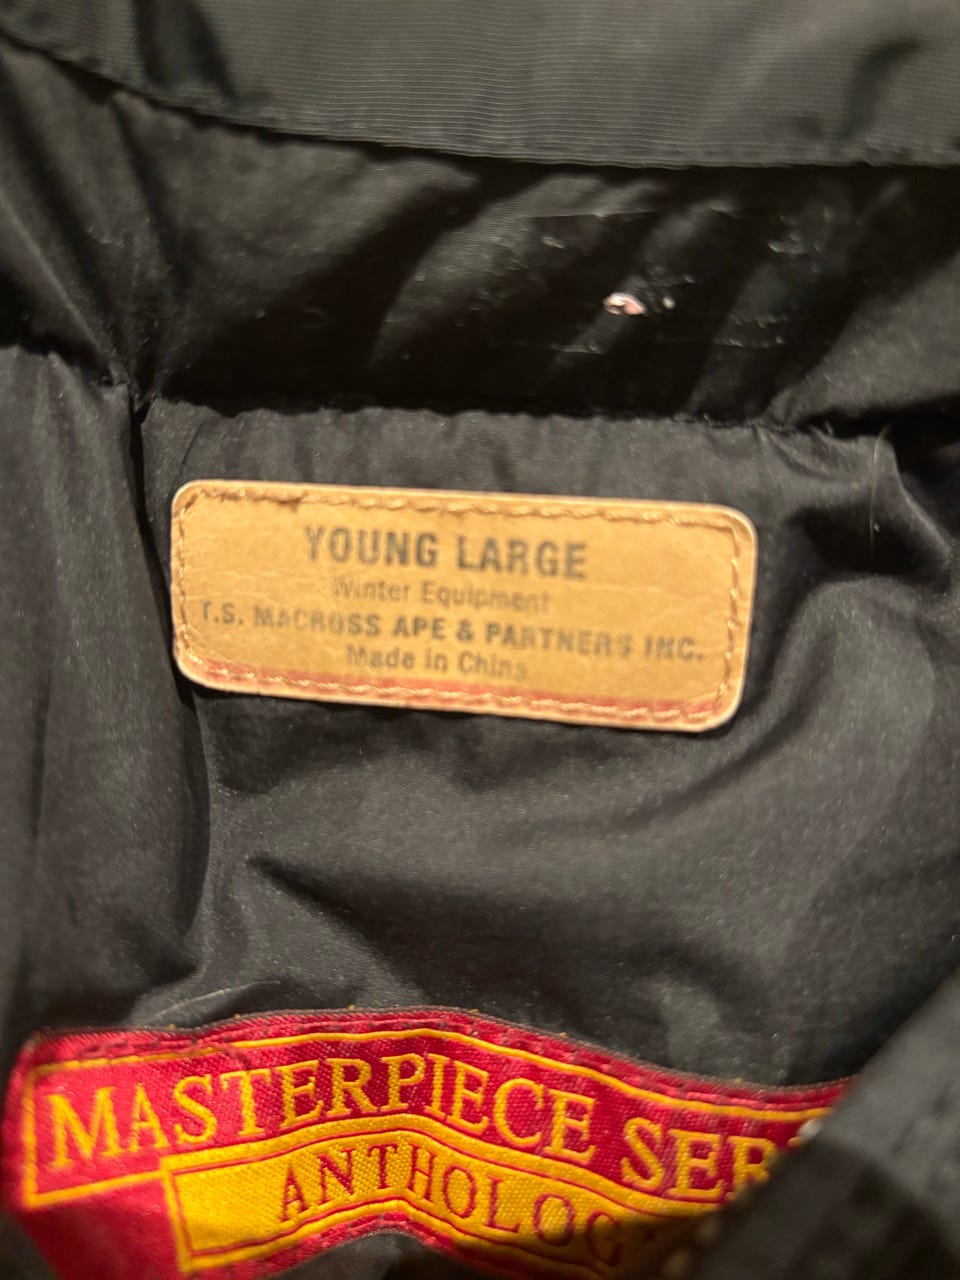 YOUNG LARGE
Winter Equipment
T.S. MACROSS APE & PARTNERS INC.
Made in China
MASTERPIECE SER
ANTHOLOG